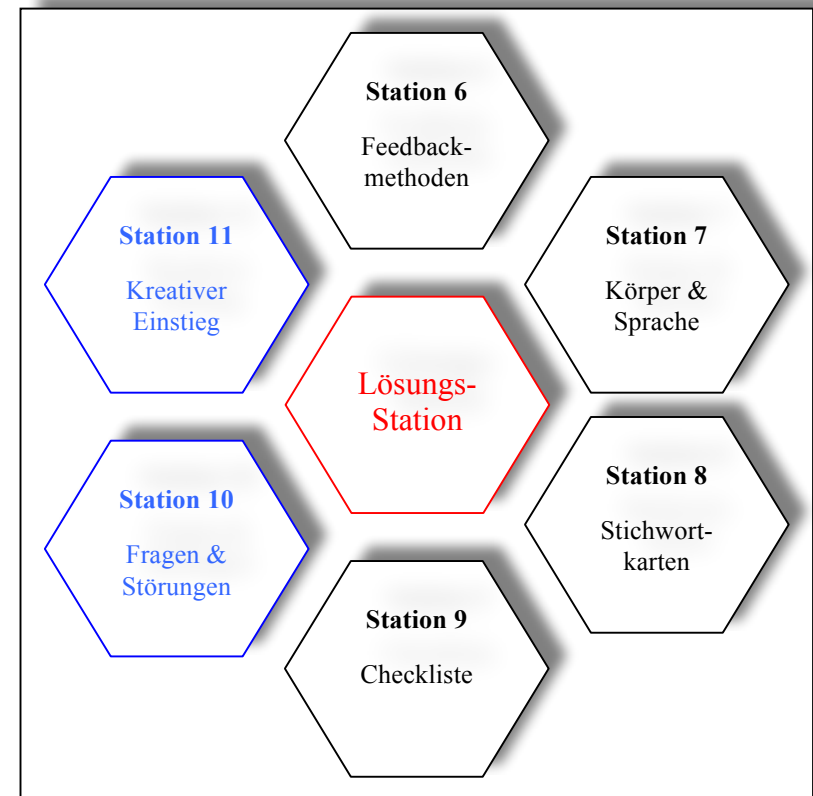 Station 6
Feedback-
methoden
Station 11
Kreativer
Einstieg
Station 7
Körper &
Sprache
Lösungs-
Station
Station 10
Fragen &
Störungen
Station 8
Stichwort-
karten
Station 9
Checkliste